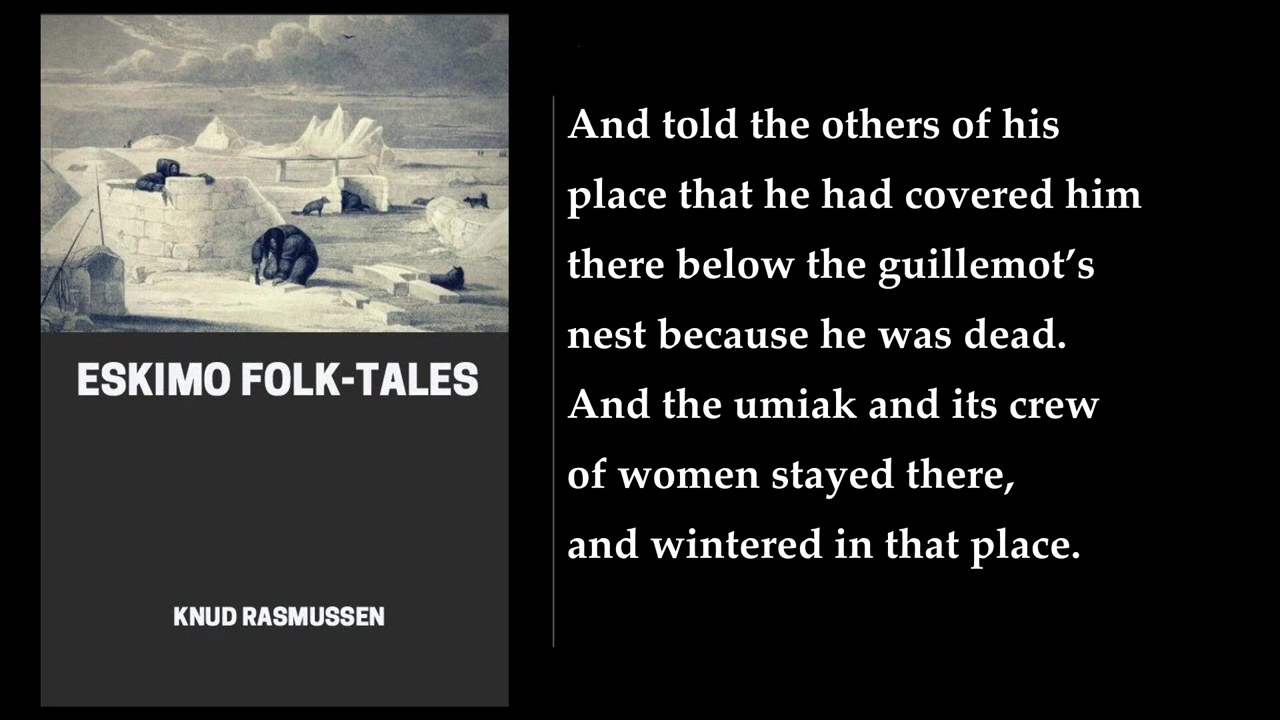 ESKIMO FOLK-TALES
KNUD RASMUSSEN
And told the others of his
place that he had covered him
there below the guillemot’s
nest because he was dead.
And the umiak and its crew
of women stayed there,
and wintered in that place.